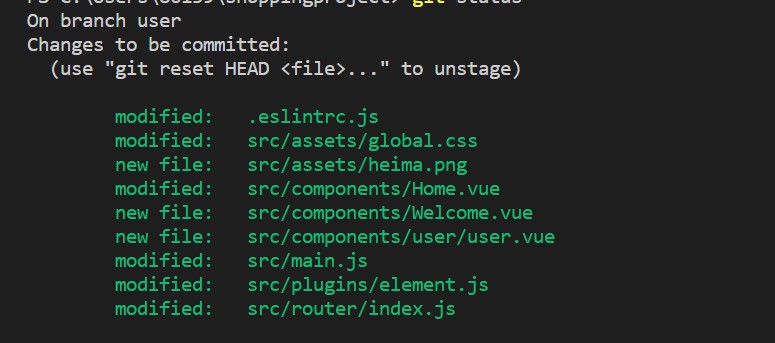 On branch user
Changes to be committed:
  (use "git reset HEAD <file>..." to unstage)
        modified:   .eslintrc.js
        modified:   src/assets/global.css
        new file:   src/assets/heima.png
        modified:   src/components/Home.vue
        new file:   src/components/Welcome.vue
        new file:   src/components/user/user.vue
        modified:   src/main.js
        modified:   src/plugins/element.js
        modified:   src/router/index.js